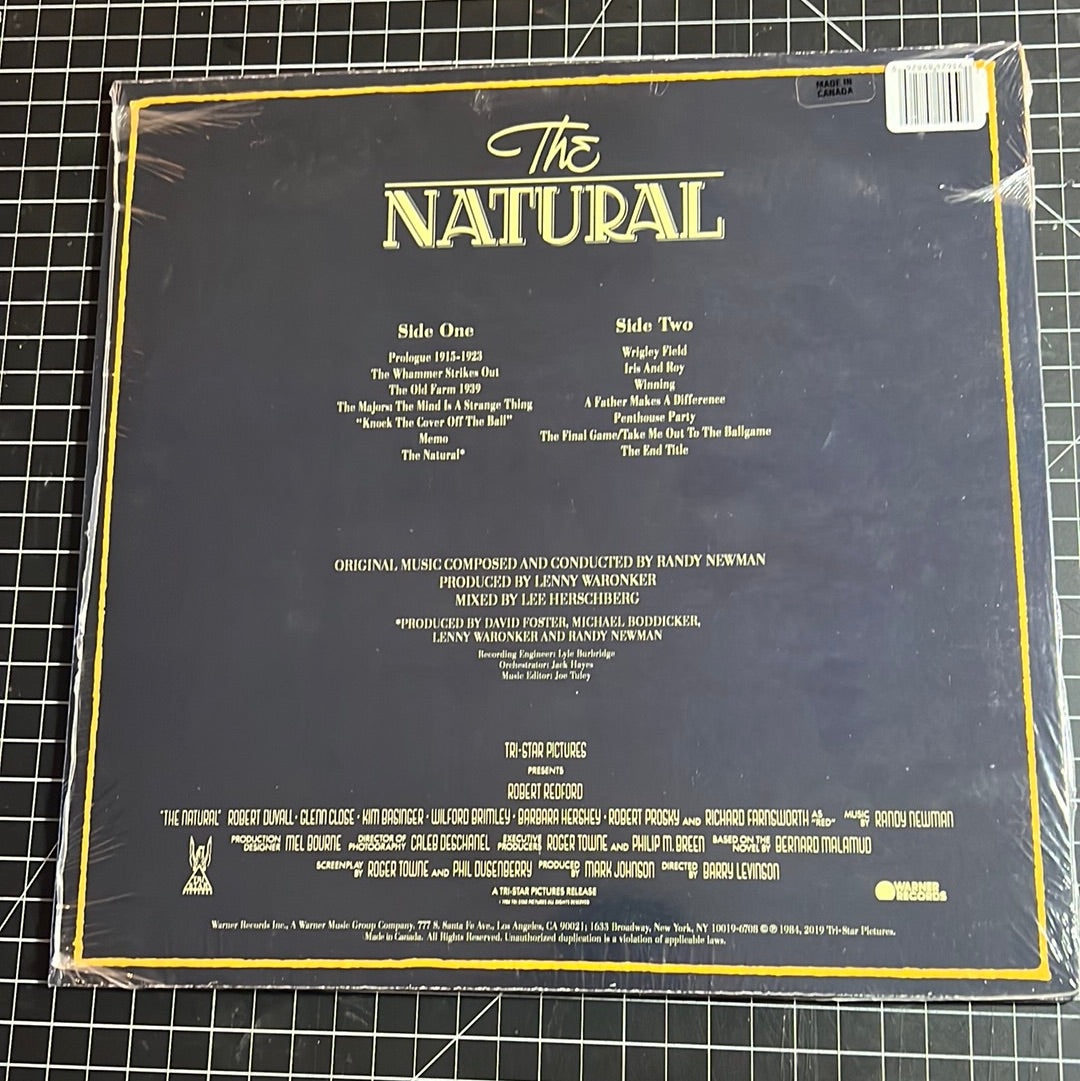 MADE IN
CANADA
The
NATURAL
Side One
Prologue 1915-1923
The Whammer Strikes Out
The Old Farm 1939
The Majors: The Mind Is A Strange Thing
"Knock The Cover Off The Ball"
Memo
The Natural*
Side Two
Wrigley Field
Iris And Roy
Winning
A Father Makes A Difference
Penthouse Party
The Final Game/Take Me Out To The Ballgame
The End Title
ORIGINAL MUSIC COMPOSED AND CONDUCTED BY RANDY NEWMAN
PRODUCED BY LENNY WARONKER
MIXED BY LEE HERSCHBERG
*PRODUCED BY DAVID FOSTER, MICHAEL BODDICKER,
LENNY WARONKER AND RANDY NEWMAN
Recording Engineer: Lyle Burbridge
Orchestrator: Jack Hayes
Music Editor: Joe Tuley
TRI-STAR PICTURES
PRESENTS
ROBERT REDFORD
"THE NATURAL" ROBERT DUVALL · GLENN CLOSE · KIM BASINGER · WILFORD BRIMLEY · BARBARA HERSHEY · ROBERT PROSKY AND RICHARD FARNSWORTH AS "RED" MUSIC BY RANDY NEWMAN
PRODUCTION DESIGNER MEL BOURNE DIRECTOR OF PHOTOGRAPHY CALEB DESCHANEL EXECUTIVE PRODUCERS ROGER TOWNE AND PHILIP M. BREEN BASED ON THE NOVEL BY BERNARD MALAMUD
SCREENPLAY BY ROGER TOWNE AND PHIL DUSENBERRY PRODUCED BY MARK JOHNSON DIRECTED BY BARRY LEVINSON
A TRI-STAR PICTURES RELEASE
WARNER
RECORDS
Warner Records Inc., A Warner Music Group Company, 777 S. Santa Fe Ave., Los Angeles, CA 90021; 1633 Broadway, New York, NY 10019-6708 © ℗ 1984, 2019 Tri-Star Pictures.
Made in Canada. All Rights Reserved. Unauthorized duplication is a violation of applicable laws.